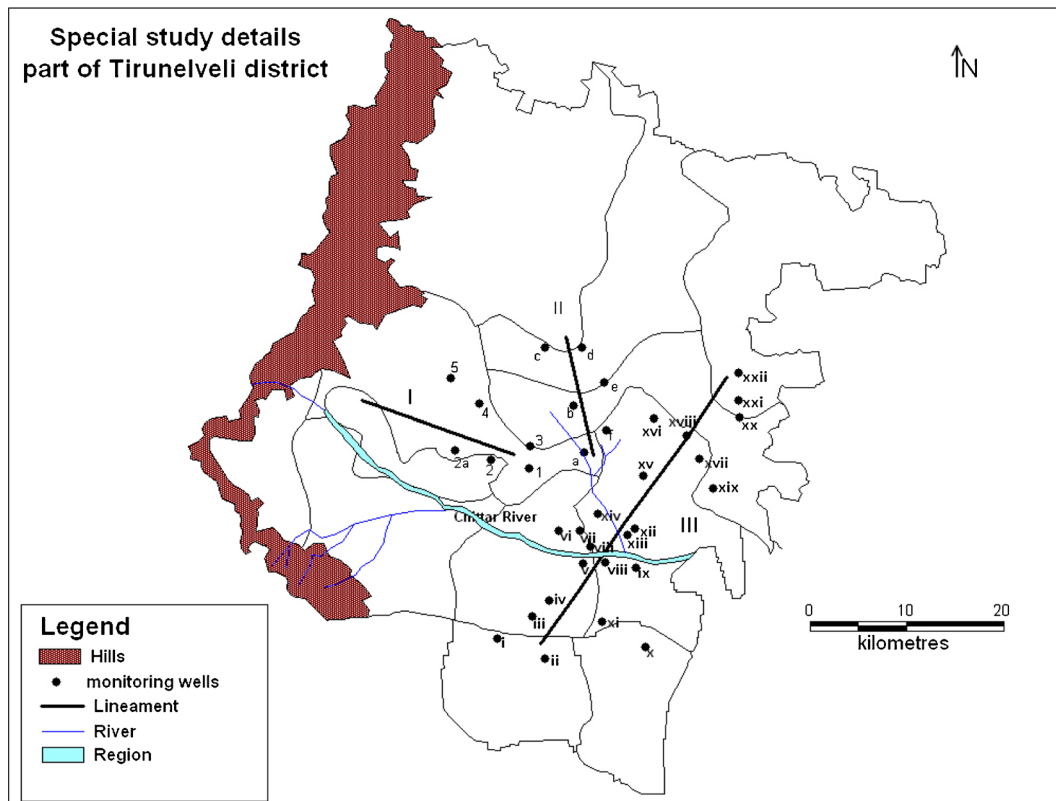 Special study details
part of Tirunelveli district
N
II
c
d
5
I
4
e
b
xxii
xxi
xx
xviii
xvi
f
3
a
2a
2
1
xv
xvii
xix
xiv
Chittar River
vi
vii
xii
xiii
III
viii
v
viii
ix
iv
iii
xi
i
ii
x
0 10 20
kilometres
Legend
Hills
monitoring wells
Lineament
River
Region